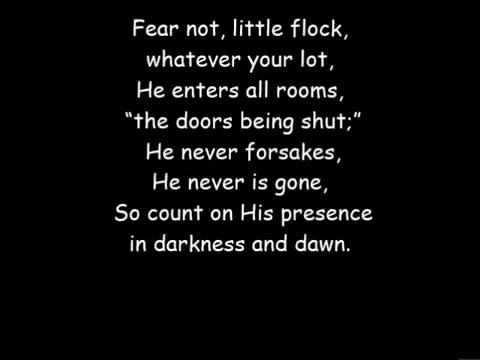 Fear not, little flock,
whatever your lot,
He enters all rooms,
“the doors being shut;”
He never forsakes,
He never is gone,
So count on His presence
in darkness and dawn.